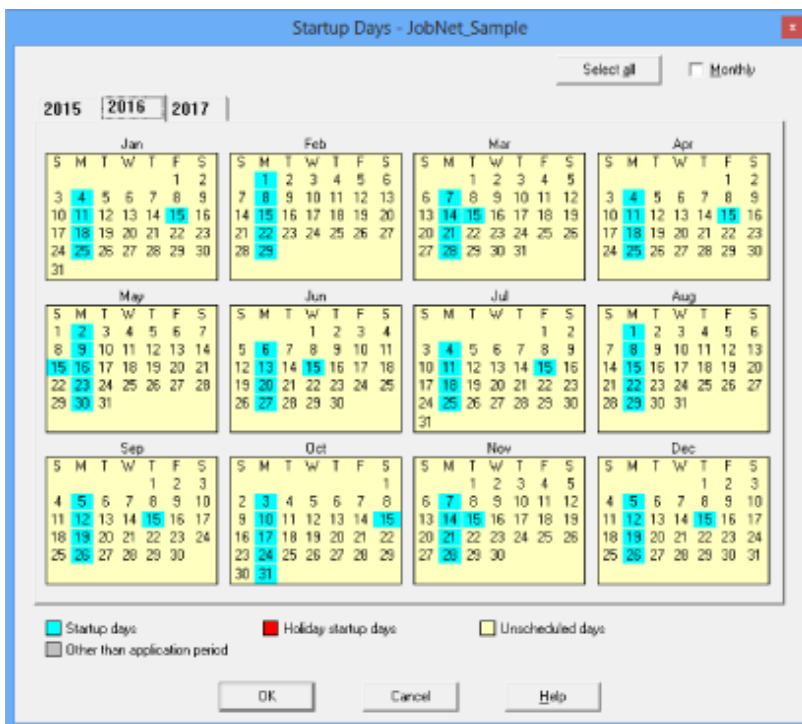 Startup Days - JobNet_Sample
x
Select all Monthly
2015 2016 2017
Jan Feb Mar Apr
S M T W T F S S M T W T F S S M T W T F S S M T W T F S
1 2 1 2 3 4 5 6 1 2 3 4 5 1 2
3 4 5 6 7 8 9 7 8 9 10 11 12 13 6 7 8 9 10 11 12 3 4 5 6 7 8 9
10 11 12 13 14 15 16 14 15 16 17 18 19 20 13 14 15 16 17 18 19 10 11 12 13 14 15 16
17 18 19 20 21 22 23 21 22 23 24 25 26 27 20 21 22 23 24 25 26 17 18 19 20 21 22 23
24 25 26 27 28 29 30 28 29 27 28 29 30 31 24 25 26 27 28 29 30
31
May Jun Jul Aug
S M T W T F S S M T W T F S S M T W T F S S M T W T F S
1 2 3 4 5 6 7 1 2 3 4 1 2 1 2 3 4 5 6
8 9 10 11 12 13 14 5 6 7 8 9 10 11 3 4 5 6 7 8 9 7 8 9 10 11 12 13
15 16 17 18 19 20 21 12 13 14 15 16 17 18 10 11 12 13 14 15 16 14 15 16 17 18 19 20
22 23 24 25 26 27 28 19 20 21 22 23 24 25 17 18 19 20 21 22 23 21 22 23 24 25 26 27
29 30 31 26 27 28 29 30 24 25 26 27 28 29 30 28 29 30 31
31
Sep Oct Nov Dec
S M T W T F S S M T W T F S S M T W T F S S M T W T F S
1 2 3 1 1 2 3 4 5 1 2 3
4 5 6 7 8 9 10 2 3 4 5 6 7 8 6 7 8 9 10 11 12 4 5 6 7 8 9 10
11 12 13 14 15 16 17 9 10 11 12 13 14 15 13 14 15 16 17 18 19 11 12 13 14 15 16 17
18 19 20 21 22 23 24 16 17 18 19 20 21 22 20 21 22 23 24 25 26 18 19 20 21 22 23 24
25 26 27 28 29 30 23 24 25 26 27 28 29 27 28 29 30 25 26 27 28 29 30 31
30 31
Startup days Holiday startup days Unscheduled days
Other than application period
OK Cancel Help